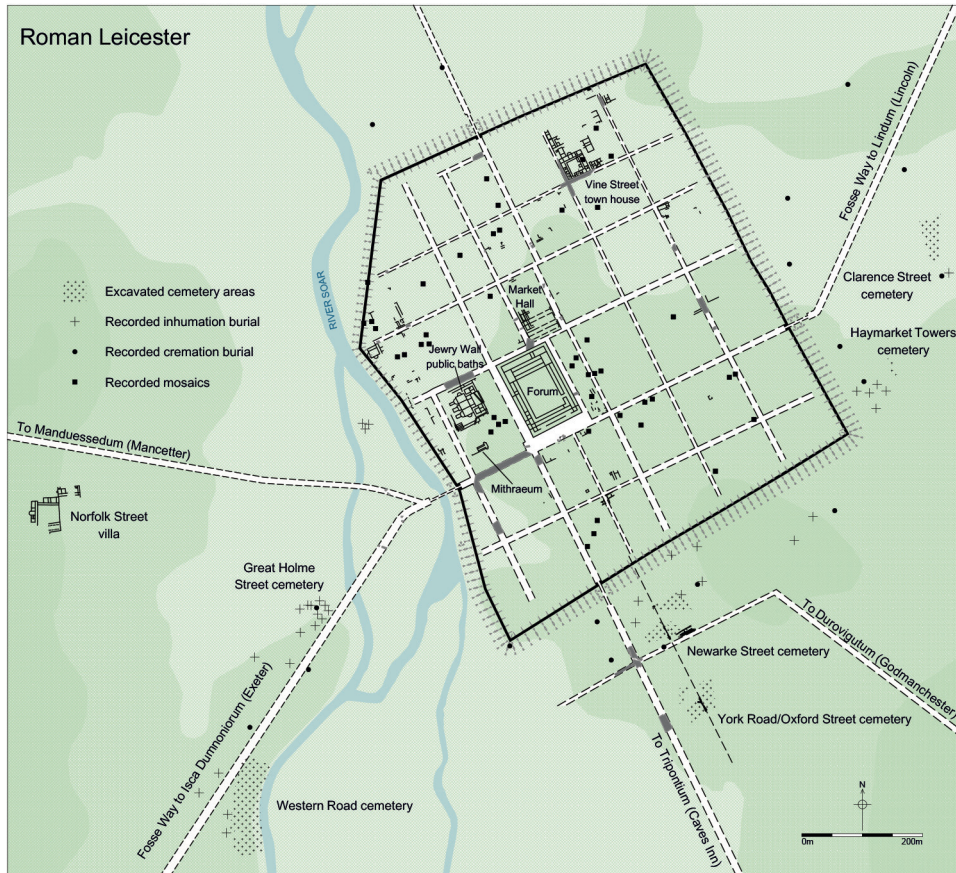 Roman Leicester
Fosse Way to Lindum (Lincoln)
Vine Street
town house
RIVER SOAR
Clarence Street
cemetery
Excavated cemetery areas
Recorded inhumation burial
Recorded cremation burial
Recorded mosaics
Market
Hall
Haymarket Towers
cemetery
Jewry Wall
public baths
Forum
To Manduessedum (Mancetter)
Mithraeum
Norfolk Street
villa
Great Holme
Street cemetery
Newarke Street cemetery
To Durovigutum (Godmanchester)
York Road/Oxford Street cemetery
Fosse Way to Isca Dumnoniorum (Exeter)
To Tripontium (Caves Inn)
Western Road cemetery
N
0m 200m